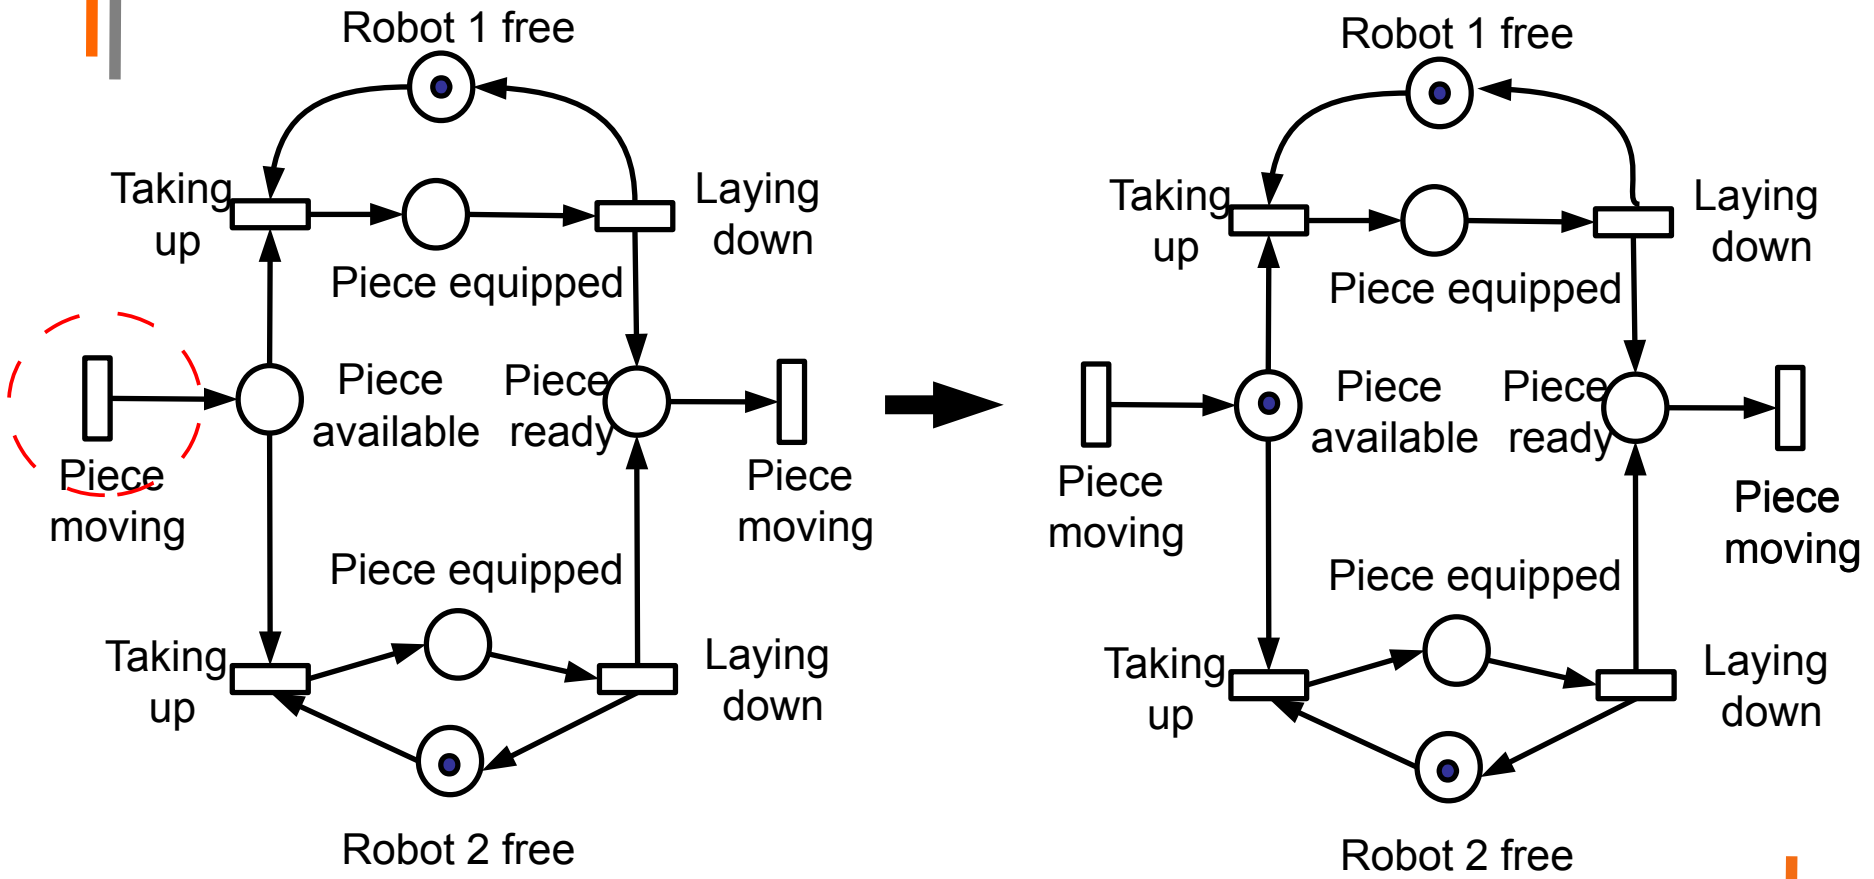 Robot 1 free
Taking
up
Laying
down
Piece equipped
Piece
available
Piece
ready
Piece
moving
Piece
moving
Piece equipped
Taking
up
Laying
down
Robot 2 free
Robot 1 free
Taking
up
Laying
down
Piece equipped
Piece
available
Piece
ready
Piece
moving
Piece
moving
Piece equipped
Taking
up
Laying
down
Robot 2 free